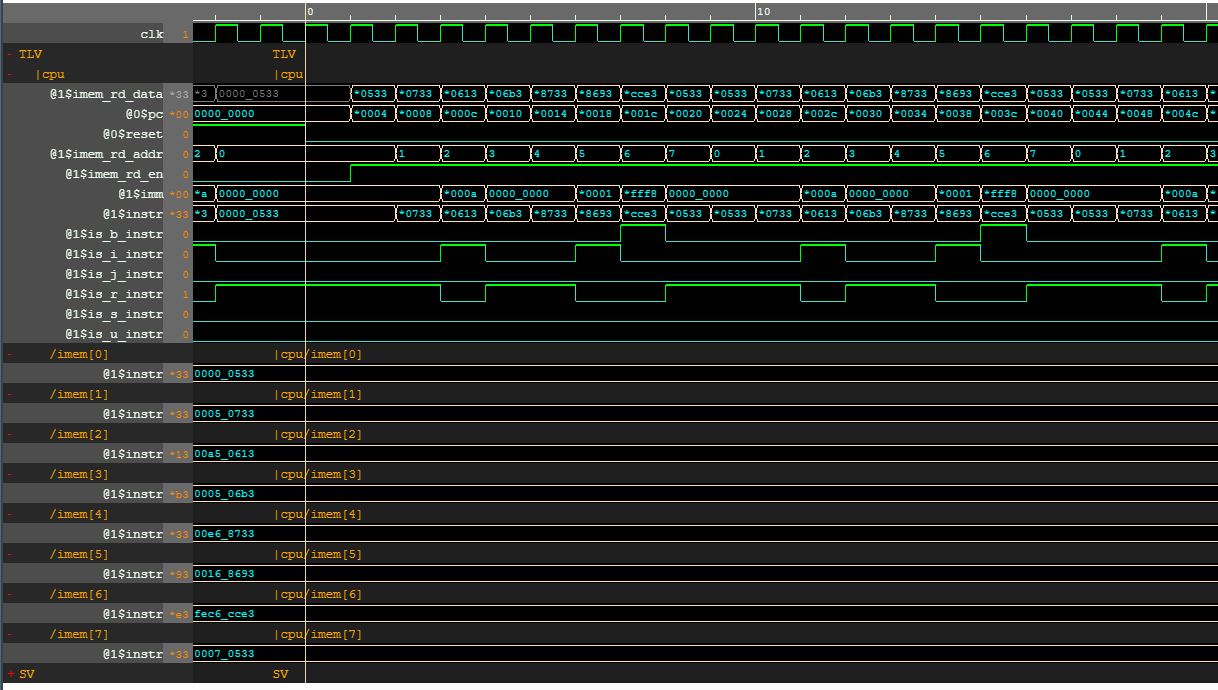 0 10
clk 1
- TLV TLV
- |cpu |cpu
@1$imem_rd_data *33 *3 0000_0533 *0533 *0733 *0613 *06b3 *8733 *8693 *cce3 *0533 *0533 *0733 *0613 *06b3 *8733 *8693 *cce3 *0533 *0733 *0613 *
@0$pc *00 0000_0000 *0004 *0008 *000c *0010 *0014 *0018 *001c *0020 *0024 *0028 *002c *0030 *0034 *0038 *003c *0040 *0044 *0048 *004c *
@0$reset 0
@1$imem_rd_addr 0 2 0 1 2 3 4 5 6 7 0 1 2 3 4 5 6 7 0 1 2 3
@1$imem_rd_en 0
@1$imm *00 *a 0000_0000 *000a 0000_0000 *0001 *fff8 0000_0000 *000a 0000_0000 *0001 *fff8 0000_0000 *000a *
@1$instr *33 *3 0000_0533 *0733 *0613 *06b3 *8733 *8693 *cce3 *0533 *0533 *0733 *0613 *06b3 *8733 *8693 *cce3 *0533 *0533 *0733 *0613 *
@1$is_b_instr 0
@1$is_i_instr 0
@1$is_j_instr 0
@1$is_r_instr 1
@1$is_s_instr 0
@1$is_u_instr 0
- /imem[0] |cpu/imem[0]
@1$instr *33 0000_0533
- /imem[1] |cpu/imem[1]
@1$instr *33 0005_0733
- /imem[2] |cpu/imem[2]
@1$instr *13 00a5_0613
- /imem[3] |cpu/imem[3]
@1$instr *b3 0005_06b3
- /imem[4] |cpu/imem[4]
@1$instr *33 00e6_8733
- /imem[5] |cpu/imem[5]
@1$instr *93 0016_8693
- /imem[6] |cpu/imem[6]
@1$instr *e3 fec6_cce3
- /imem[7] |cpu/imem[7]
@1$instr *33 0007_0533
+ SV SV